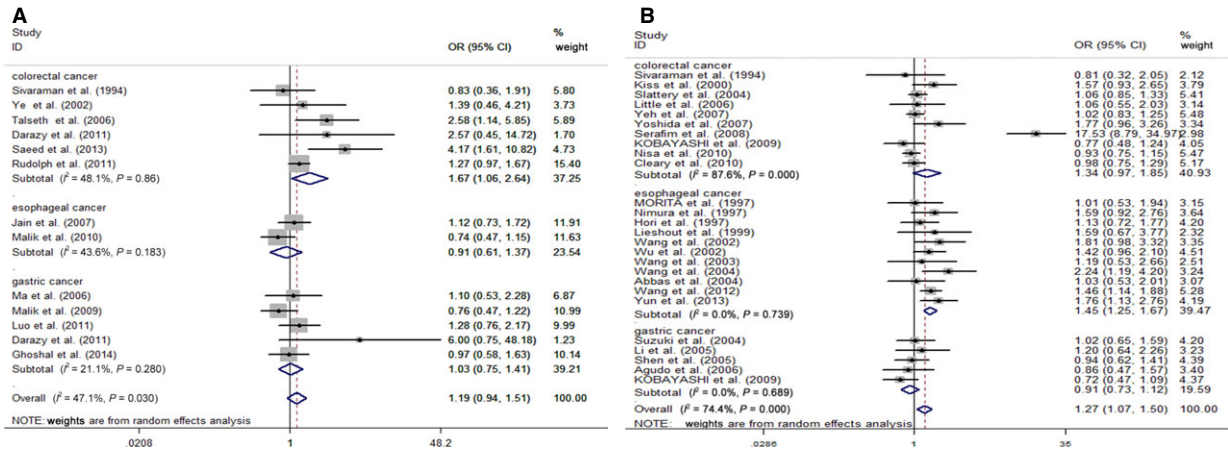 A
Study
ID OR (95% CI) % weight
colorectal cancer
Sivaraman et al. (1994) 0.83 (0.36, 1.91) 5.80
Ye et al. (2002) 1.39 (0.46, 4.21) 3.73
Talseth et al. (2006) 2.58 (1.14, 5.85) 5.89
Darazy et al. (2011) 2.57 (0.45, 14.72) 1.70
Saeed et al. (2013) 4.17 (1.61, 10.82) 4.73
Rudolph et al. (2011) 1.27 (0.97, 1.67) 15.40
Subtotal (I² = 48.1%, P = 0.86) 1.67 (1.06, 2.64) 37.25
esophageal cancer
Jain et al. (2007) 1.12 (0.73, 1.72) 11.91
Malik et al. (2010) 0.74 (0.47, 1.15) 11.63
Subtotal (I² = 43.6%, P = 0.183) 0.91 (0.61, 1.37) 23.54
gastric cancer
Ma et al. (2006) 1.10 (0.53, 2.28) 6.87
Malik et al. (2009) 0.76 (0.47, 1.22) 10.99
Luo et al. (2011) 1.28 (0.76, 2.17) 9.99
Darazy et al. (2011) 6.00 (0.75, 48.18) 1.23
Ghoshal et al. (2014) 0.97 (0.58, 1.63) 10.14
Subtotal (I² = 21.1%, P = 0.280) 1.03 (0.75, 1.41) 39.21
Overall (I² = 47.1%, P = 0.030) 1.19 (0.94, 1.51) 100.00
NOTE: weights are from random effects analysis
.0208 1 48.2
B
Study
ID OR (95% CI) % weight
colorectal cancer
Sivaraman et al. (1994) 0.81 (0.32, 2.05) 2.12
Kiss et al. (2000) 1.57 (0.93, 2.65) 3.79
Slattery et al. (2004) 1.06 (0.85, 1.33) 5.41
Little et al. (2006) 1.06 (0.55, 2.03) 3.14
Yeh et al. (2007) 1.02 (0.83, 1.25) 5.48
Yoshida et al. (2007) 1.77 (0.96, 3.26) 3.34
Serafim et al. (2008) 17.53 (8.79, 34.97) 2.98
KOBAYASHI et al. (2009) 0.77 (0.48, 1.24) 4.05
Nisa et al. (2010) 0.93 (0.75, 1.15) 5.47
Cleary et al. (2010) 0.98 (0.75, 1.29) 5.17
Subtotal (I² = 87.6%, P = 0.000) 1.34 (0.97, 1.85) 40.93
esophageal cancer
MORITA et al. (1997) 1.01 (0.53, 1.94) 3.15
Nimura et al. (1997) 1.59 (0.92, 2.76) 3.64
Hori et al. (1997) 1.13 (0.72, 1.77) 4.20
Lieshout et al. (1999) 1.59 (0.67, 3.77) 2.32
Wang et al. (2002) 1.81 (0.98, 3.32) 3.35
Wu et al. (2002) 1.42 (0.96, 2.10) 4.51
Wang et al. (2003) 1.19 (0.53, 2.66) 2.51
Wang et al. (2004) 2.24 (1.19, 4.20) 3.24
Abbas et al. (2004) 1.03 (0.53, 2.01) 3.07
Wang et al. (2012) 1.46 (1.14, 1.88) 5.28
Yun et al. (2013) 1.76 (1.13, 2.76) 4.19
Subtotal (I² = 0.0%, P = 0.739) 1.45 (1.25, 1.67) 39.47
gastric cancer
Suzuki et al. (2004) 1.02 (0.65, 1.59) 4.20
Li et al. (2005) 1.20 (0.64, 2.26) 3.23
Shen et al. (2005) 0.94 (0.62, 1.41) 4.39
Agudo et al. (2006) 0.86 (0.47, 1.57) 3.40
KOBAYASHI et al. (2009) 0.72 (0.47, 1.09) 4.37
Subtotal (I² = 0.0%, P = 0.689) 0.91 (0.73, 1.12) 19.59
Overall (I² = 74.4%, P = 0.000) 1.27 (1.07, 1.50) 100.00
NOTE: weights are from random effects analysis
.0286 1 35